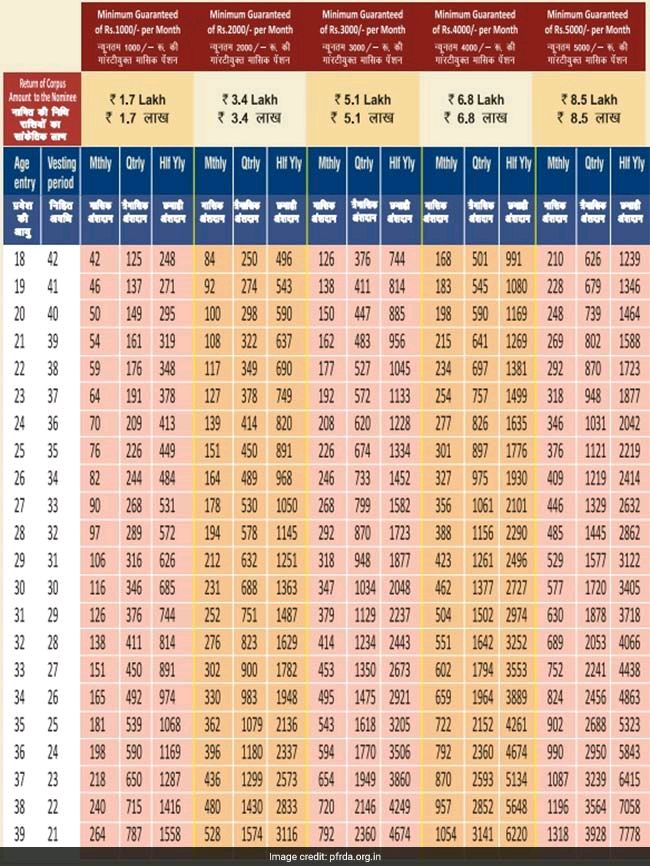 Minimum Guaranteed Minimum Guaranteed Minimum Guaranteed Minimum Guaranteed Minimum Guaranteed
of Rs.1000/- per Month of Rs.2000/- per Month of Rs.3000/- per Month of Rs.4000/- per Month of Rs.5000/- per Month
न्यूनतम 1000/– रू. की न्यूनतम 2000/– रू. की न्यूनतम 3000/– रू. की न्यूनतम 4000/– रू. की न्यूनतम 5000/– रू. की
गांरटीयुक्त मासिक पेंशन गांरटीयुक्त मासिक पेंशन गांरटीयुक्त मासिक पेंशन गांरटीयुक्त मासिक पेंशन गांरटीयुक्त मासिक पेंशन
Return of Corpus
Amount to the Nominee
नामित की निधि
राशियों का
सांकेतिक लाभ
₹ 1.7 Lakh ₹ 3.4 Lakh ₹ 5.1 Lakh ₹ 6.8 Lakh ₹ 8.5 Lakh
₹ 1.7 लाख ₹ 3.4 लाख ₹ 5.1 लाख ₹ 6.8 लाख ₹ 8.5 लाख
Age Vesting Mthly Qtrly Hlf Yly Mthly Qtrly Hlf Yly Mthly Qtrly Hlf Yly Mthly Qtrly Hlf Yly Mthly Qtrly Hlf Yly
entry period
प्रवेश निहित मासिक त्रैमासिक छमाही मासिक त्रैमासिक छमाही मासिक त्रैमासिक छमाही मासिक त्रैमासिक छमाही मासिक त्रैमासिक छमाही
की अवधि अंशदान अंशदान अंशदान अंशदान अंशदान अंशदान अंशदान अंशदान अंशदान अंशदान अंशदान अंशदान अंशदान अंशदान अंशदान
आयु
18 42 42 125 248 84 250 496 126 376 744 168 501 991 210 626 1239
19 41 46 137 271 92 274 543 138 411 814 183 545 1080 228 679 1346
20 40 50 149 295 100 298 590 150 447 885 198 590 1169 248 739 1464
21 39 54 161 319 108 322 637 162 483 956 215 641 1269 269 802 1588
22 38 59 176 348 117 349 690 177 527 1045 234 697 1381 292 870 1723
23 37 64 191 378 127 378 749 192 572 1133 254 757 1499 318 948 1877
24 36 70 209 413 139 414 820 208 620 1228 277 826 1635 346 1031 2042
25 35 76 226 449 151 450 891 226 674 1334 301 897 1776 376 1121 2219
26 34 82 244 484 164 489 968 246 733 1452 327 975 1930 409 1219 2414
27 33 90 268 531 178 530 1050 268 799 1582 356 1061 2101 446 1329 2632
28 32 97 289 572 194 578 1145 292 870 1723 388 1156 2290 485 1445 2862
29 31 106 316 626 212 632 1251 318 948 1877 423 1261 2496 529 1577 3122
30 30 116 346 685 231 688 1363 347 1034 2048 462 1377 2727 577 1720 3405
31 29 126 376 744 252 751 1487 379 1129 2237 504 1502 2974 630 1878 3718
32 28 138 411 814 276 823 1629 414 1234 2443 551 1642 3252 689 2053 4066
33 27 151 450 891 302 900 1782 453 1350 2673 602 1794 3553 752 2241 4438
34 26 165 492 974 330 983 1948 495 1475 2921 659 1964 3889 824 2456 4863
35 25 181 539 1068 362 1079 2136 543 1618 3205 722 2152 4261 902 2688 5323
36 24 198 590 1169 396 1180 2337 594 1770 3506 792 2360 4674 990 2950 5843
37 23 218 650 1287 436 1299 2573 654 1949 3860 870 2593 5134 1087 3239 6415
38 22 240 715 1416 480 1430 2833 720 2146 4249 957 2852 5648 1196 3564 7058
39 21 264 787 1558 528 1574 3116 792 2360 4674 1054 3141 6220 1318 3928 7778
Image credit: pfrda.org.in